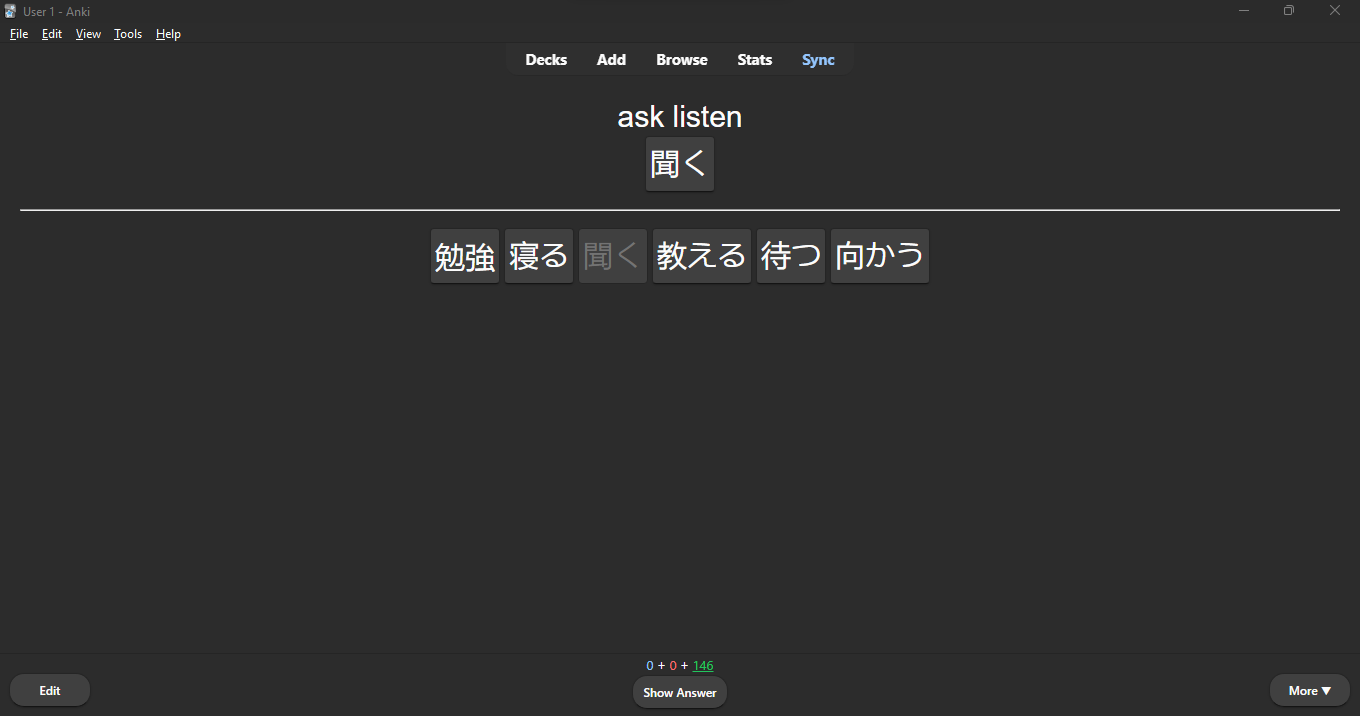 User 1 - Anki
File Edit View Tools Help
Decks Add Browse Stats Sync
ask listen
聞く
勉強 寝る 聞く 教える 待つ 向かう
0 + 0 + 146
Edit Show Answer More ▼